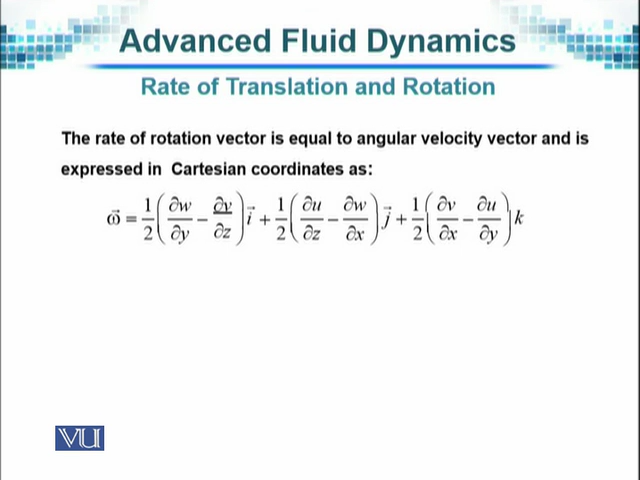 Advanced Fluid Dynamics
Rate of Translation and Rotation
The rate of rotation vector is equal to angular velocity vector and is
expressed in Cartesian coordinates as:
ω⃗ = 1/2 (∂w/∂y − ∂v/∂z) i⃗ + 1/2 (∂u/∂z − ∂w/∂x) j⃗ + 1/2 (∂v/∂x − ∂u/∂y) k
VU